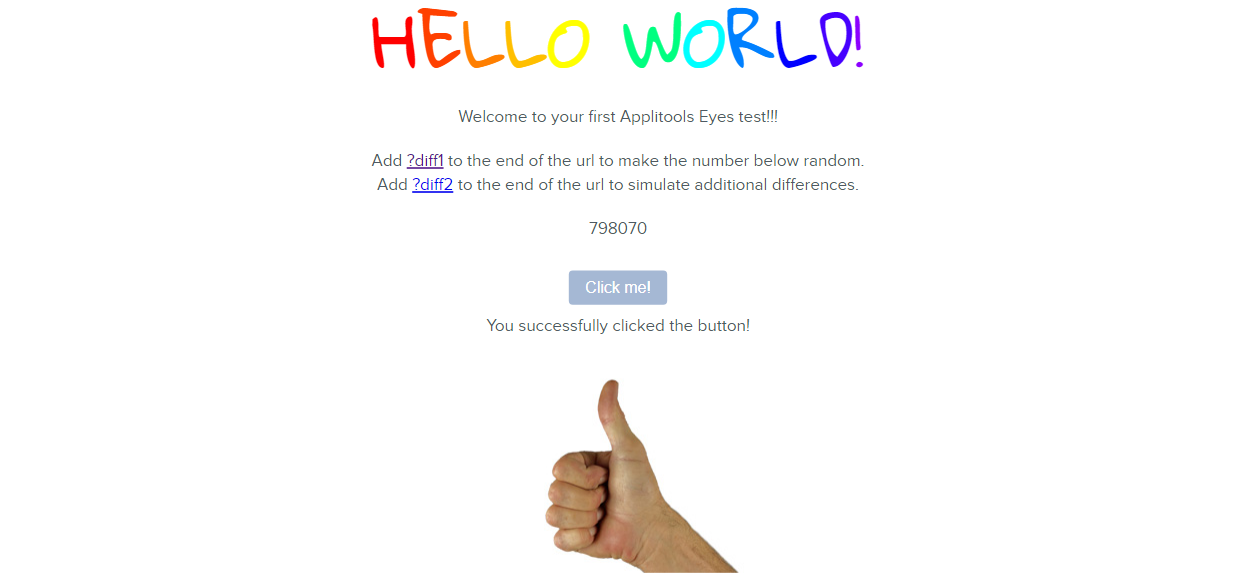 HELLO WORLD!
Welcome to your first Applitools Eyes test!!!
Add ?diff1 to the end of the url to make the number below random.
Add ?diff2 to the end of the url to simulate additional differences.
798070
Click me!
You successfully clicked the button!